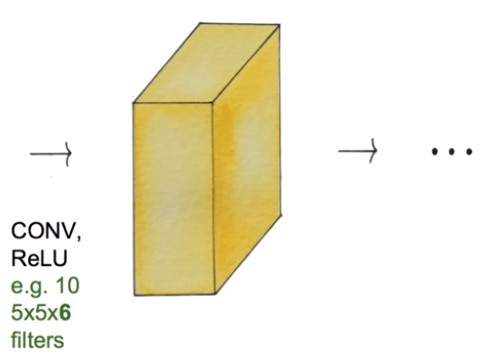 CONV,
ReLU
e.g. 10
5x5x6
filters
...